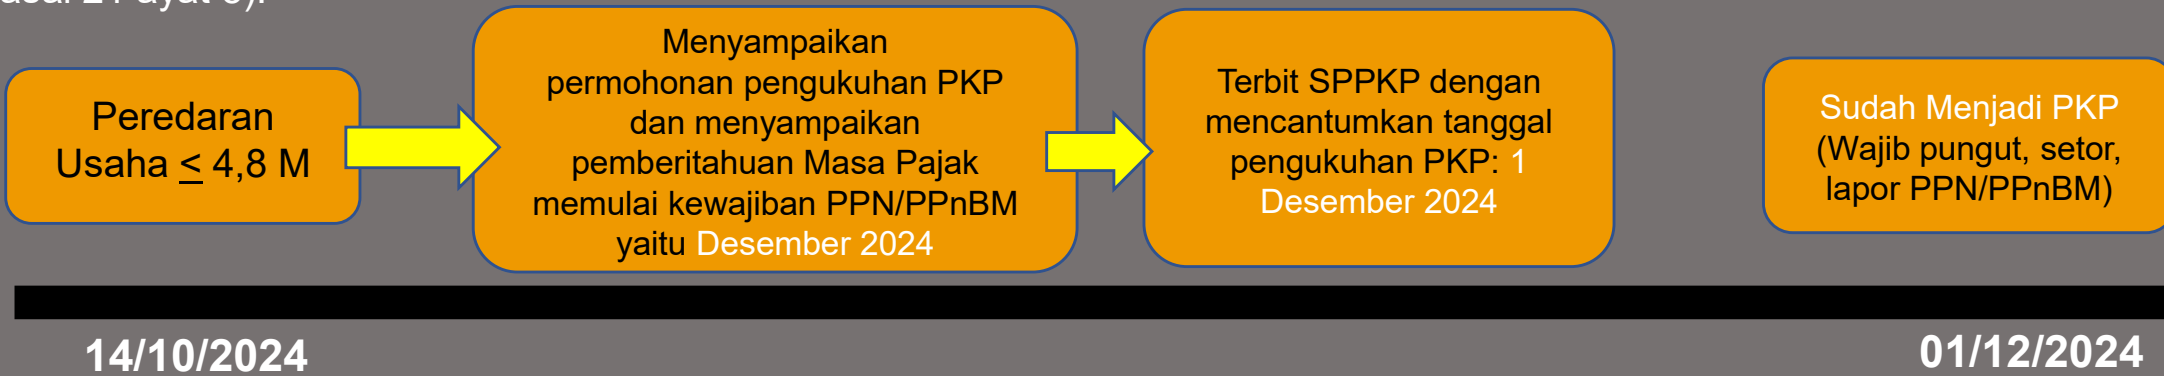 ayat
Peredaran
Usaha ≤ 4,8 M
Menyampaikan
permohonan pengukuhan PKP
dan menyampaikan
pemberitahuan Masa Pajak
memulai kewajiban PPN/PPnBM
yaitu Desember 2024
Terbit SPPKP dengan
mencantumkan tanggal
pengukuhan PKP: 1
Desember 2024
Sudah Menjadi PKP
(Wajib pungut, setor,
lapor PPN/PPnBM)
14/10/2024
01/12/2024